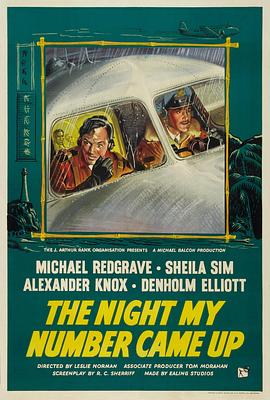 THE J. ARTHUR RANK ORGANISATION PRESENTS A MICHAEL BALCON PRODUCTION
MICHAEL REDGRAVE • SHEILA SIM
ALEXANDER KNOX • DENHOLM ELLIOTT
THE NIGHT MY
NUMBER CAME UP
DIRECTED BY LESLIE NORMAN ASSOCIATE PRODUCER TOM MORAHAN
SCREENPLAY BY R. C. SHERRIFF MADE BY EALING STUDIOS